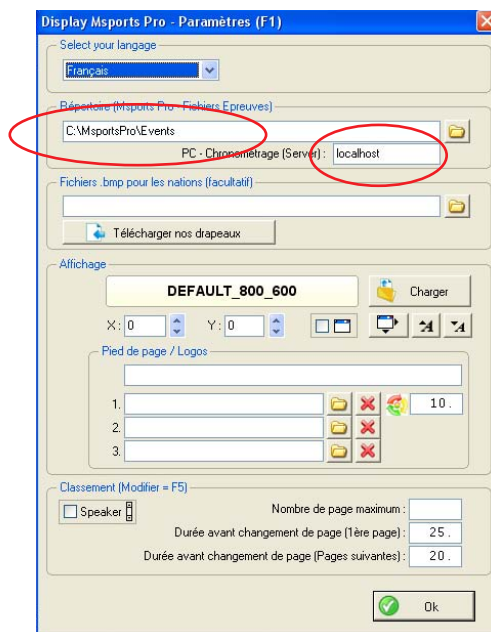 Display Msports Pro - Paramètres (F1)
Select your langage
Français
Répertoire (Msports Pro - Fichiers Epreuves)
C:\MsportsPro\Events
PC - Chronométrage (Server) : localhost
Fichiers .bmp pour les nations (facultatif)
Télécharger nos drapeaux
Affichage
DEFAULT_800_600 Charger
X : 0 Y : 0 A A
Pied de page / Logos
1. 10.
2.
3.
Classement (Modifier = F5)
Speaker Nombre de page maximum :
Durée avant changement de page (1ère page) : 25.
Durée avant changement de page (Pages suivantes) : 20.
Ok